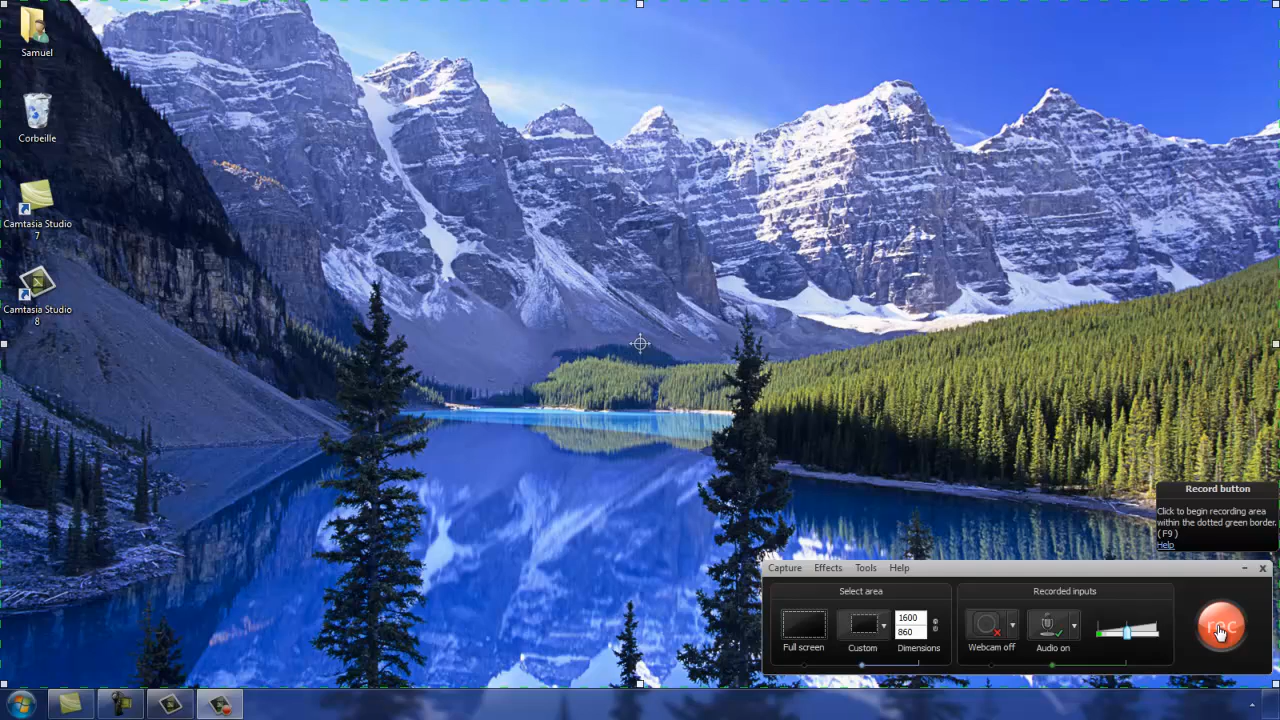 Samuel
Corbeille
Camtasia Studio
7
Camtasia Studio
8
Record button
Click to begin recording area
within the dotted green border.
( F9 )
Help
Capture Effects Tools Help
Select area
Recorded inputs
1600
860
rec
Full screen
Custom
Dimensions
Webcam off
Audio on